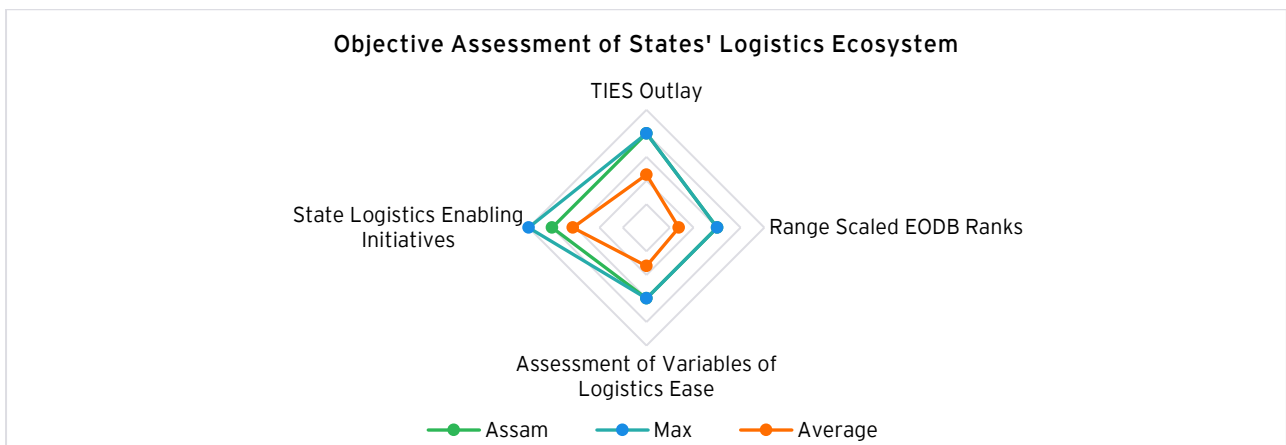 Objective Assessment of States' Logistics Ecosystem
TIES Outlay
State Logistics Enabling
Initiatives
Range Scaled EODB Ranks
Assessment of Variables of
Logistics Ease
Assam Max Average